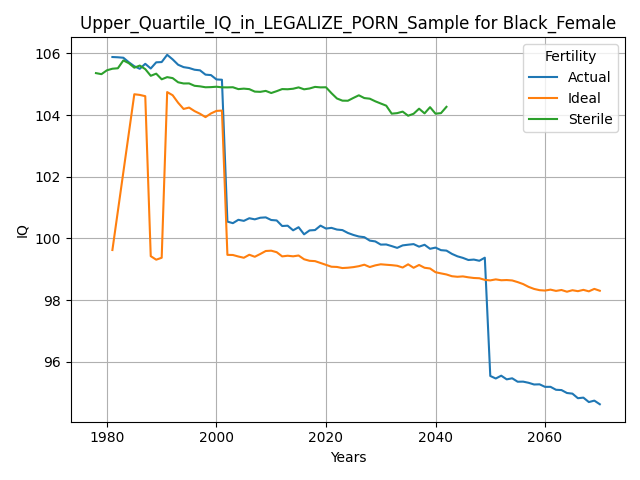 Upper_Quartile_IQ_in_LEGALIZE_PORN_Sample for Black_Female
Fertility
Actual
Ideal
Sterile
IQ
106
104
102
100
98
96
1980
2000
2020
2040
2060
Years